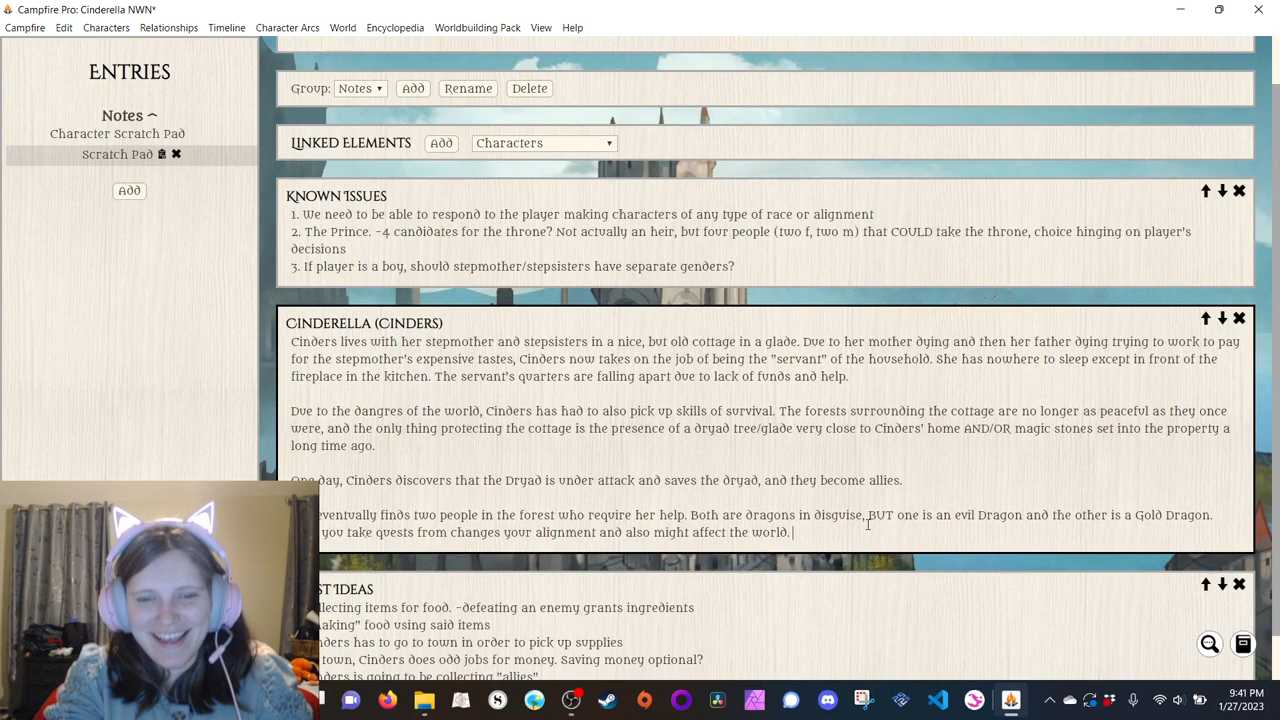 Campfire Pro: Cinderella NWN*
Campfire Edit Characters Relationships Timeline Character Arcs World Encyclopedia Worldbuilding Pack View Help
Entries
Notes
Character Scratch Pad
Scratch Pad
Add
Group: Notes Add Rename Delete
Linked Elements Add Characters
Known Issues
1. We need to be able to respond to the player making characters of any type of race or alignment
2. The Prince. -4 candidates for the throne? Not actually an heir, but four people (two f, two m) that COULD take the throne, choice hinging on player's
decisions
3. If player is a boy, should stepmother/stepsisters have separate genders?
Cinderella (Cinders)
Cinders lives with her stepmother and stepsisters in a nice, but old cottage in a glade. Due to her mother dying and then her father dying trying to work to pay
for the stepmother's expensive tastes, Cinders now takes on the job of being the "servant" of the household. She has nowhere to sleep except in front of the
fireplace in the kitchen. The servant's quarters are falling apart due to lack of funds and help.
Due to the dangres of the world, Cinders has had to also pick up skills of survival. The forests surrounding the cottage are no longer as peaceful as they once
were, and the only thing protecting the cottage is the presence of a dryad tree/glade very close to Cinders' home AND/OR magic stones set into the property a
long time ago.
One day, Cinders discovers that the Dryad is under attack and saves the dryad, and they become allies.
eventually finds two people in the forest who require her help. Both are dragons in disguise, BUT one is an evil Dragon and the other is a Gold Dragon.
you take quests from changes your alignment and also might affect the world.
Ideas
items for food. -defeating an enemy grants ingredients
food using said items
has to go to town in order to pick up supplies
town, Cinders does odd jobs for money. Saving money optional?
is going to be collecting "allies"
9:41 PM
1/27/2023